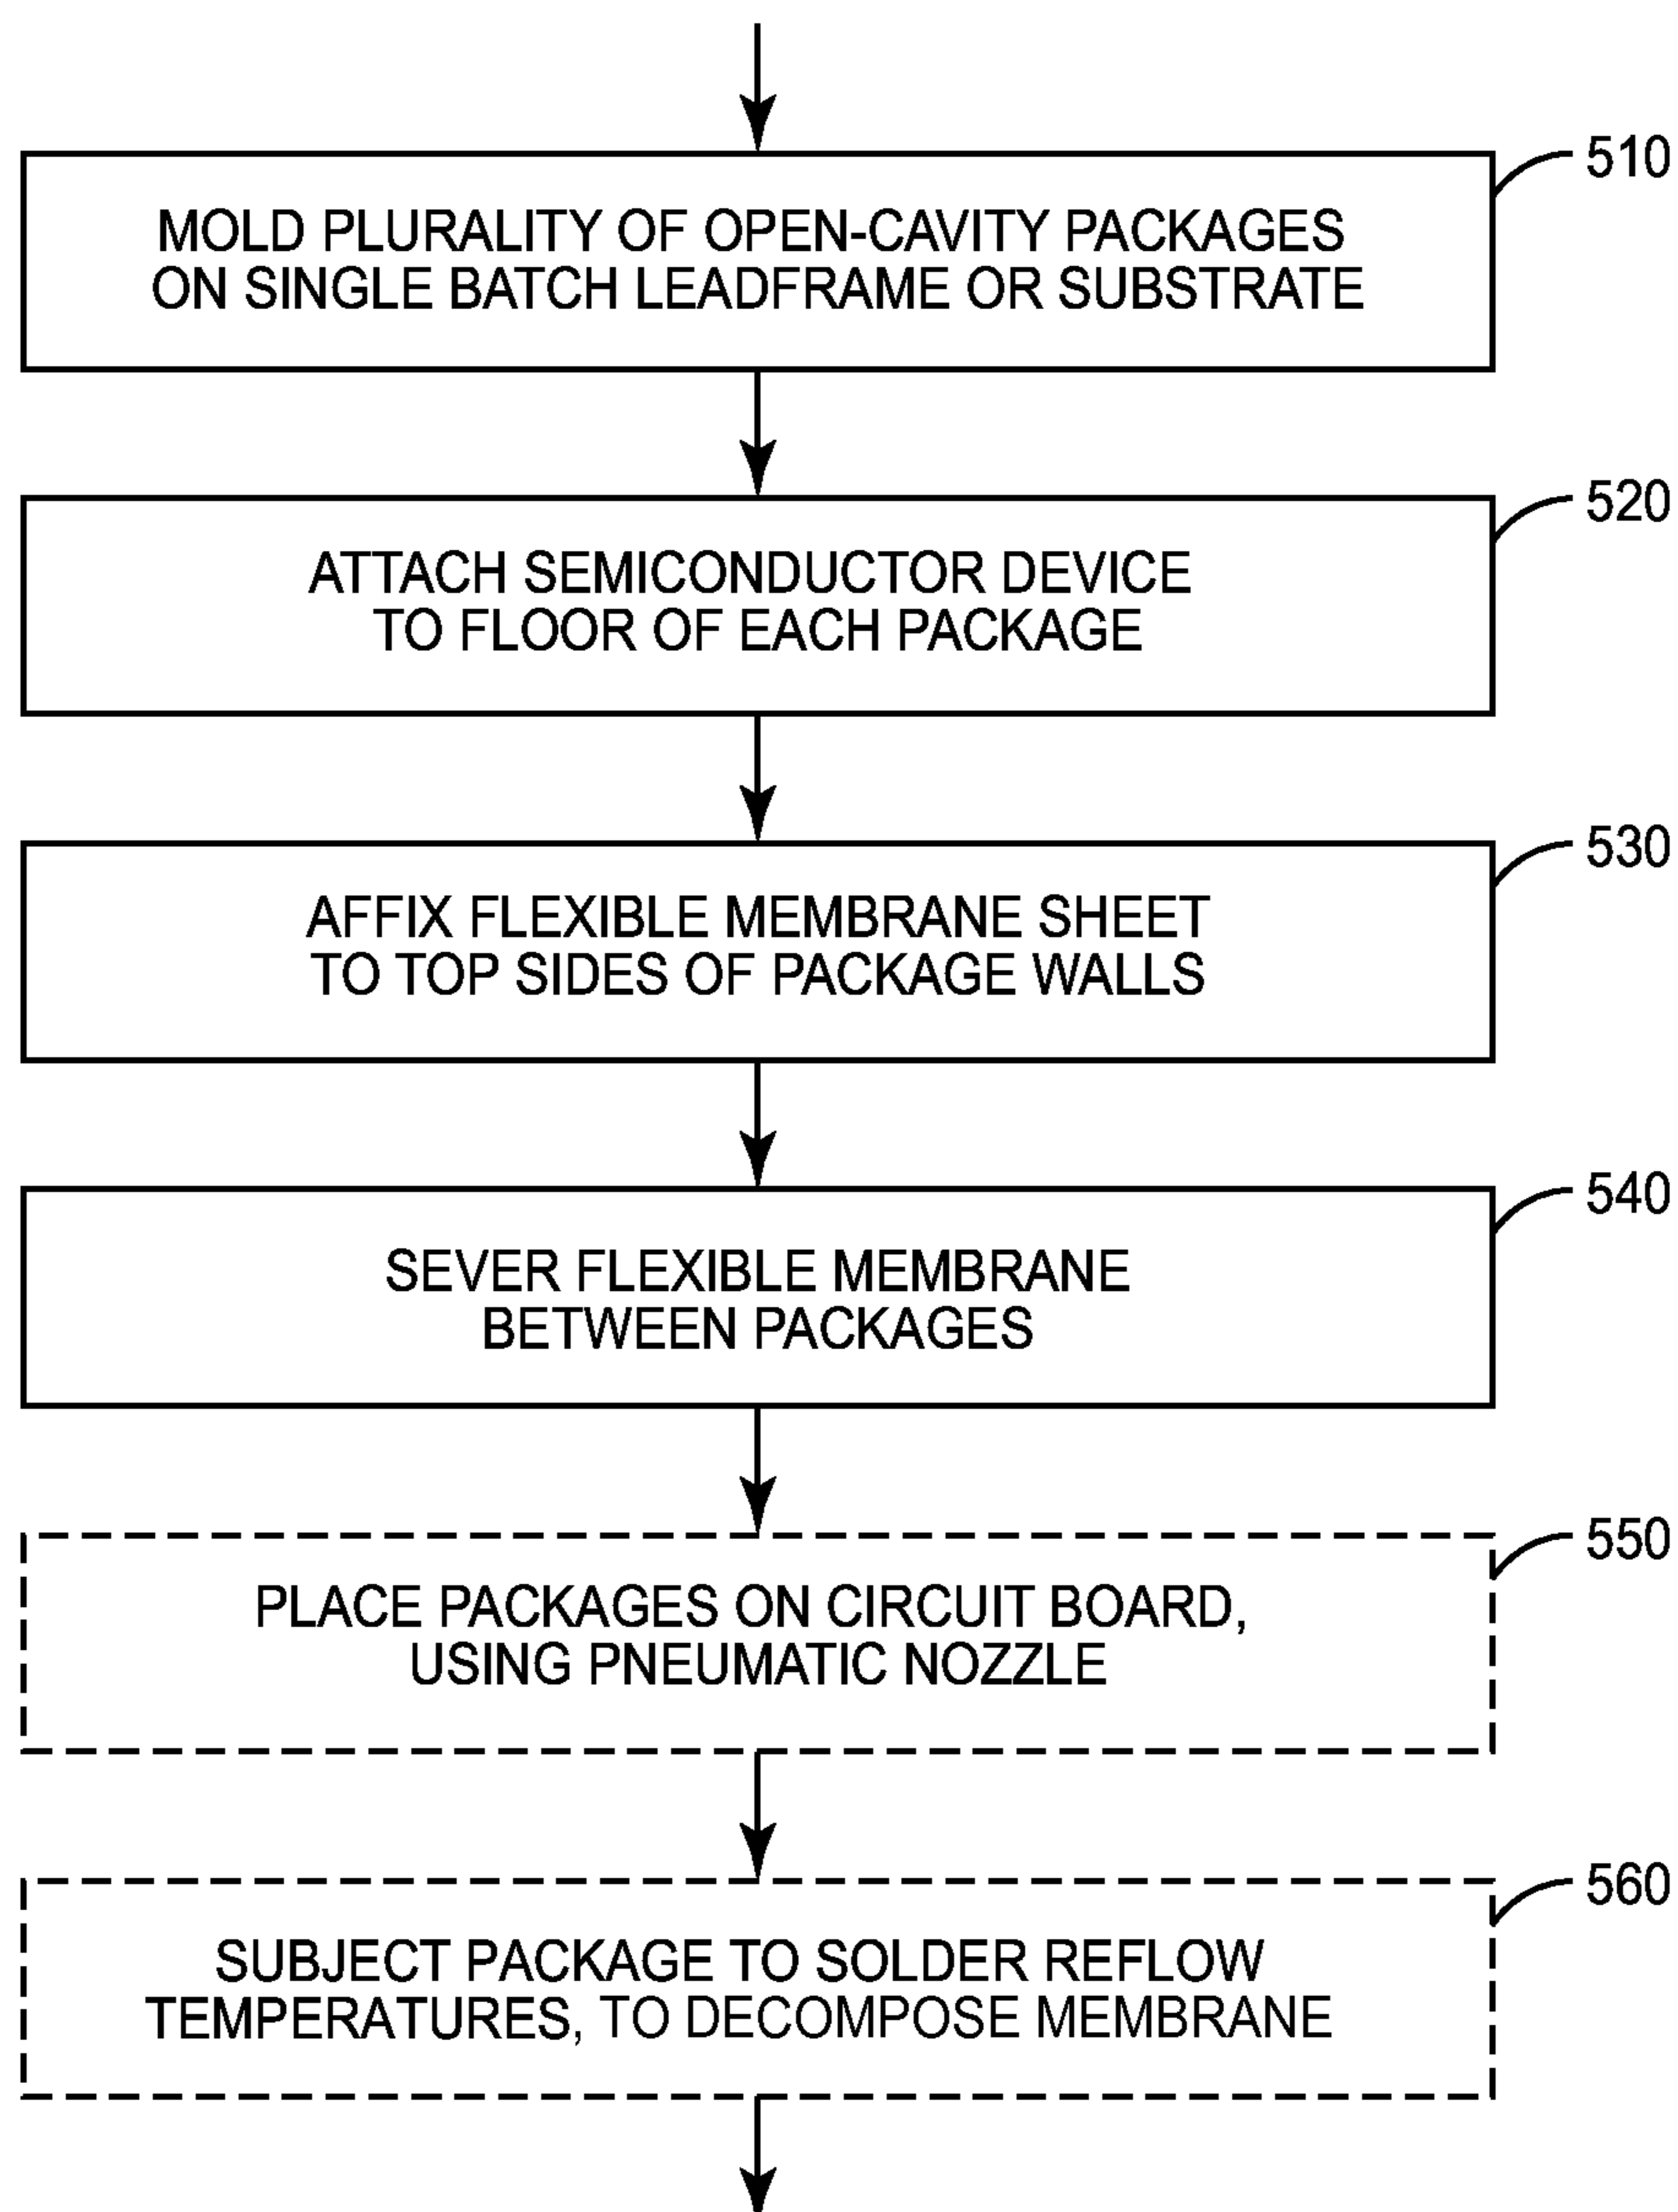 510
MOLD PLURALITY OF OPEN-CAVITY PACKAGES
ON SINGLE BATCH LEADFRAME OR SUBSTRATE
520
ATTACH SEMICONDUCTOR DEVICE
TO FLOOR OF EACH PACKAGE
530
AFFIX FLEXIBLE MEMBRANE SHEET
TO TOP SIDES OF PACKAGE WALLS
540
SEVER FLEXIBLE MEMBRANE
BETWEEN PACKAGES
550
PLACE PACKAGES ON CIRCUIT BOARD,
USING PNEUMATIC NOZZLE
560
SUBJECT PACKAGE TO SOLDER REFLOW
TEMPERATURES, TO DECOMPOSE MEMBRANE